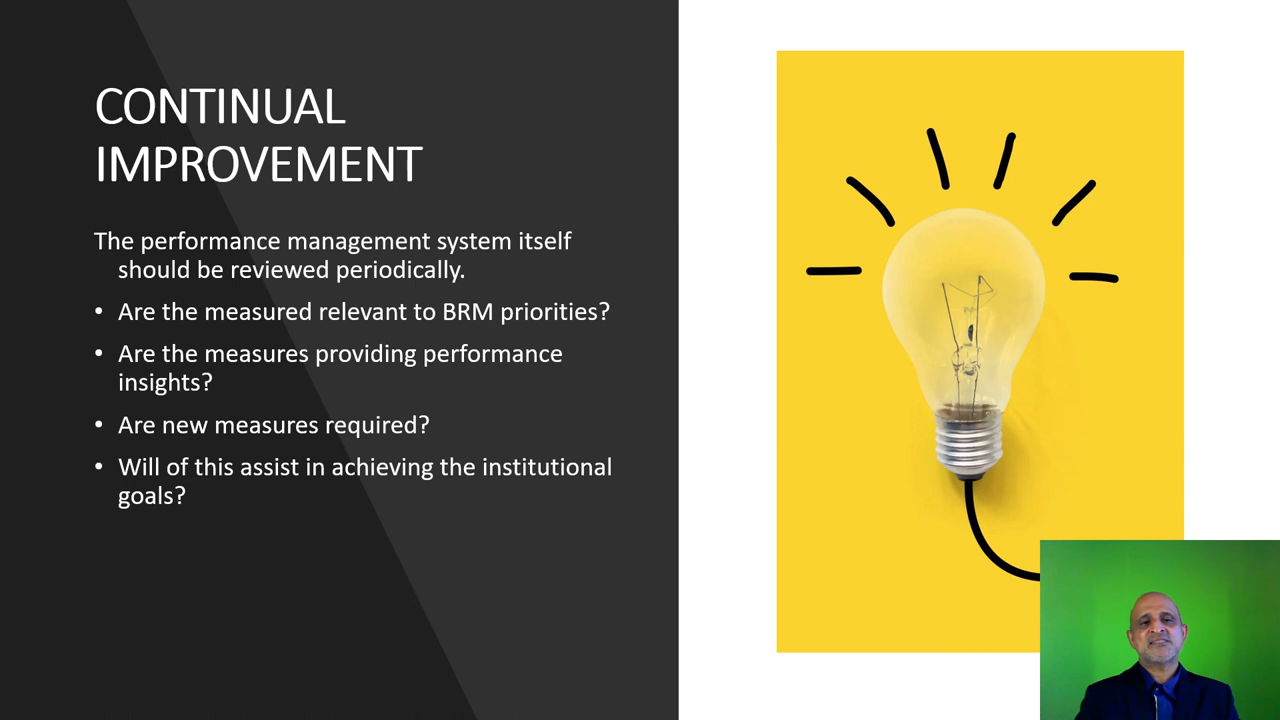 CONTINUAL
IMPROVEMENT
The performance management system itself
should be reviewed periodically.
• Are the measured relevant to BRM priorities?
• Are the measures providing performance
insights?
• Are new measures required?
• Will of this assist in achieving the institutional
goals?